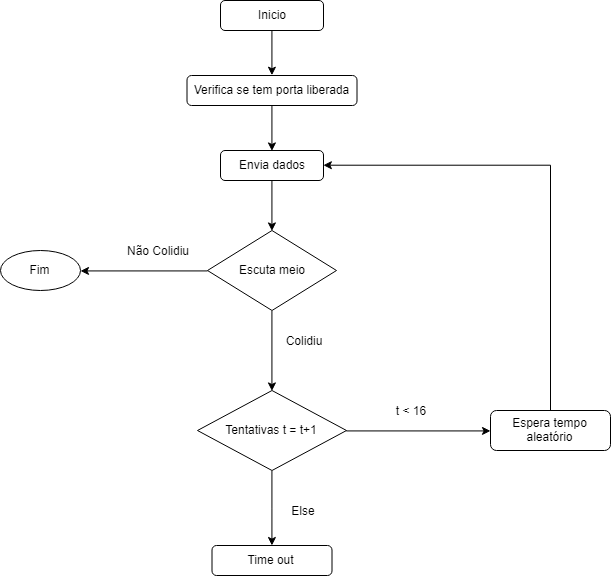 Inicio
Verifica se tem porta liberada
Envia dados
Não Colidiu
Fim
Escuta meio
Colidiu
Tentativas t = t+1
t < 16
Espera tempo
aleatório
Else
Time out